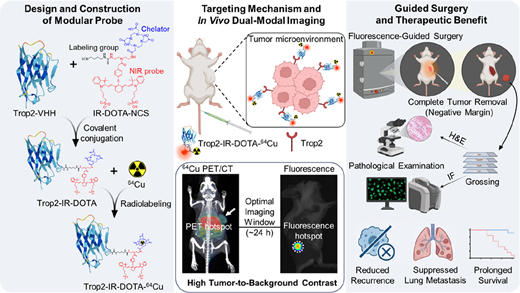 Design and Construction
of Modular Probe
Chelator
Labeling group
+
NIR probe
Trop2-VHH
IR-DOTA-NCS
Covalent
conjugation
+
⁶⁴Cu
Trop2-IR-DOTA
Radiolabeling
Trop2-IR-DOTA-⁶⁴Cu
Targeting Mechanism and
In Vivo Dual-Modal Imaging
Tumor microenvironment
Trop2-IR-DOTA-⁶⁴Cu
Trop2
⁶⁴Cu PET/CT
Fluorescence
PET hotspot
Optimal
Imaging
Window
(~24 h)
Fluorescence
hotspot
High Tumor-to-Background Contrast
Guided Surgery
and Therapeutic Benefit
Fluorescence-Guided Surgery
Complete Tumor Removal
(Negative Margin)
H&E
Pathological Examination
IF
Grossing
Reduced
Recurrence
Suppressed
Lung Metastasis
Prolonged
Survival